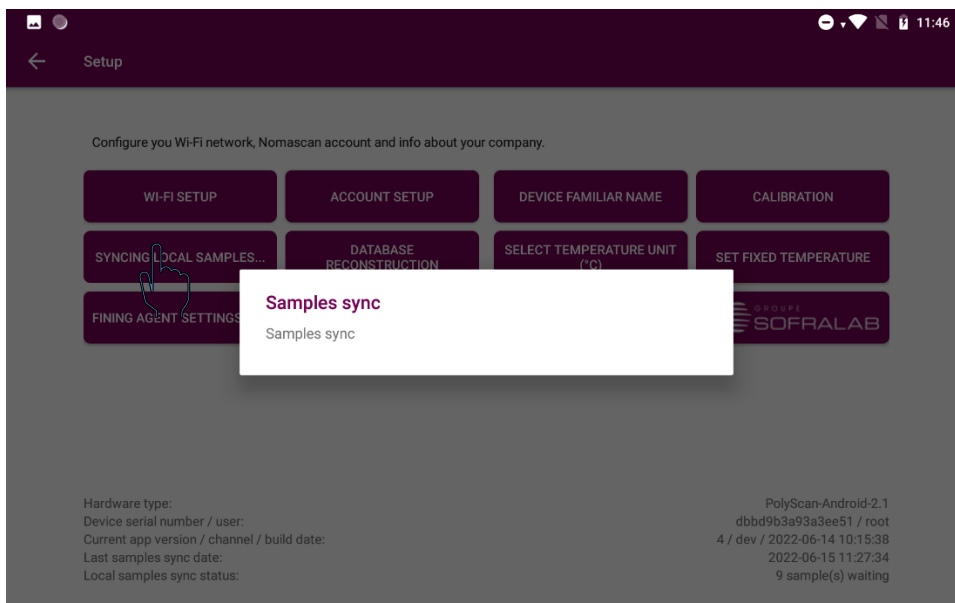 11:46
Setup
Configure you Wi-Fi network, Nomascan account and info about your company.
WI-FI SETUP
ACCOUNT SETUP
DEVICE FAMILIAR NAME
CALIBRATION
SYNCING LOCAL SAMPLES...
DATABASE
RECONSTRUCTION
SELECT TEMPERATURE UNIT
(°C)
SET FIXED TEMPERATURE
FINING AGENT SETTINGS
GROUPE
SOFRALAB
Samples sync
Samples sync
Hardware type:
PolyScan-Android-2.1
Device serial number / user:
dbbd9b3a93a3ee51 / root
Current app version / channel / build date:
4 / dev / 2022-06-14 10:15:38
Last samples sync date:
2022-06-15 11:27:34
Local samples sync status:
9 sample(s) waiting